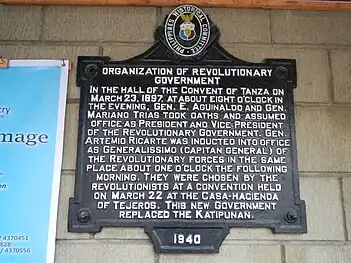 PHILIPPINES HISTORICAL COMMITTEE
ORGANIZATION OF REVOLUTIONARY
GOVERNMENT
IN THE HALL OF THE CONVENT OF TANZA ON
MARCH 23, 1897, AT ABOUT EIGHT O'CLOCK IN
THE EVENING, GEN. E. AGUINALDO AND GEN.
MARIANO TRIAS TOOK OATHS AND ASSUMED
OFFICE AS PRESIDENT AND VICE-PRESIDENT
OF THE REVOLUTIONARY GOVERNMENT. GEN.
ARTEMIO RICARTE WAS INDUCTED INTO OFFICE
AS GENERALISSIMO (CAPITAN GENERAL) OF
THE REVOLUTIONARY FORCES IN THE SAME
PLACE ABOUT ONE O'CLOCK THE FOLLOWING
MORNING. THEY WERE CHOSEN BY THE
REVOLUTIONISTS AT A CONVENTION HELD
ON MARCH 22 AT THE CASA-HACIENDA
OF TEJEROS. THIS NEW GOVERNMENT
REPLACED THE KATIPUNAN.
1940
try
mage
/ 4370451
828
/ 4370556